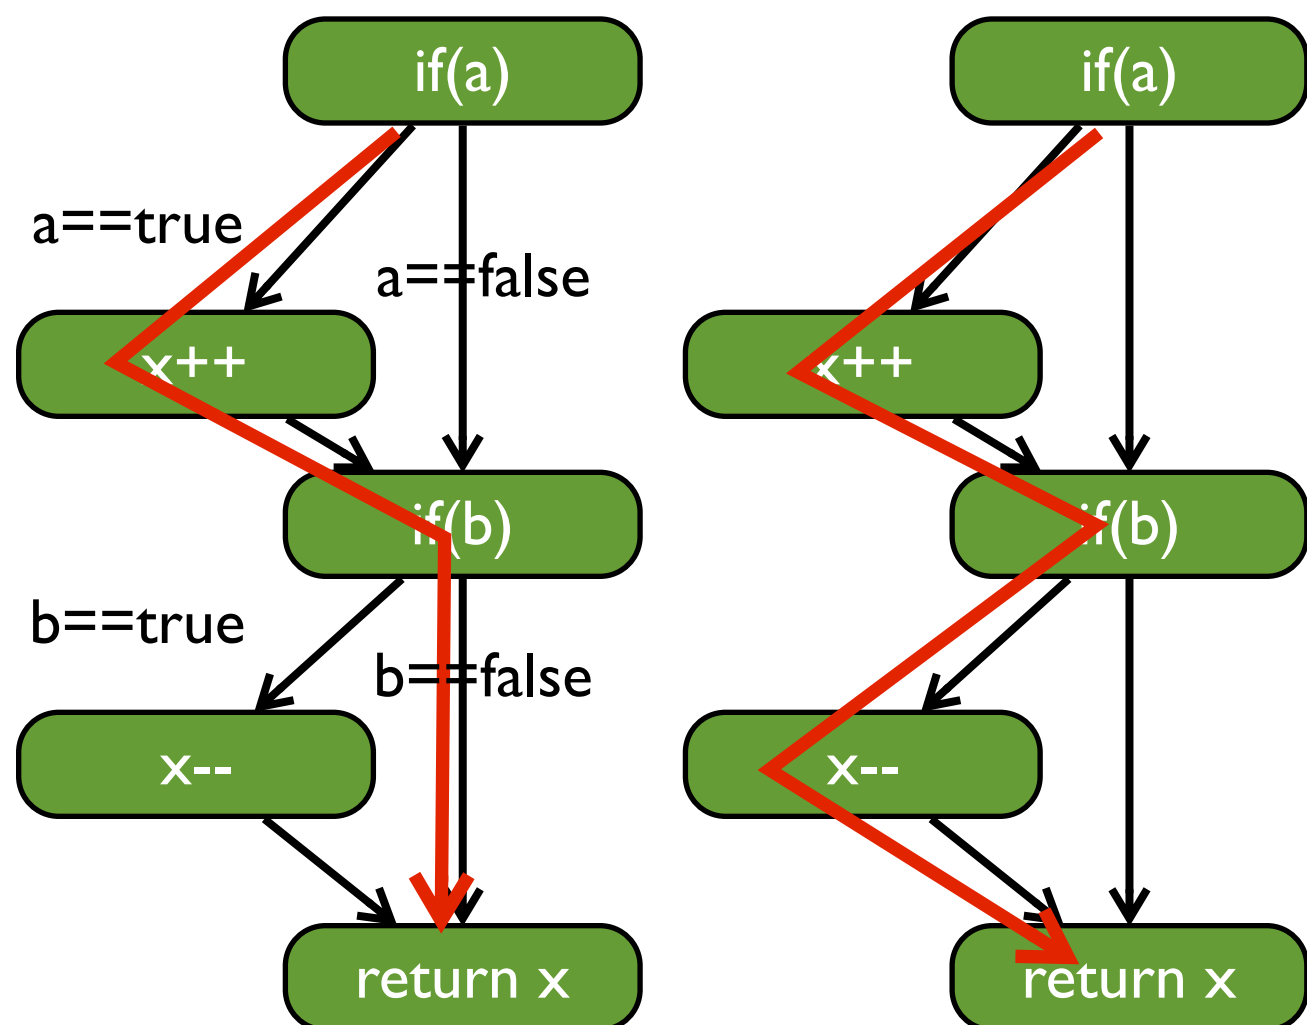 if(a)
a==true
a==false
x++
if(b)
b==true
b==false
x--
return x
if(a)
x++
if(b)
x--
return x